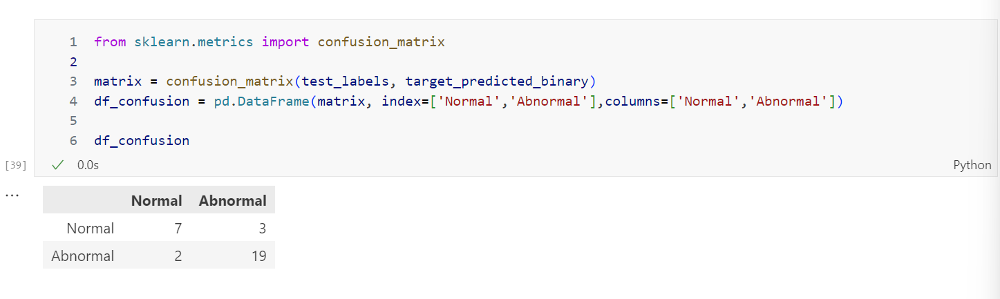 1 from sklearn.metrics import confusion_matrix
2
3 matrix = confusion_matrix(test_labels, target_predicted_binary)
4 df_confusion = pd.DataFrame(matrix, index=['Normal','Abnormal'],columns=['Normal','Abnormal'])
5
6 df_confusion
[39] ✓ 0.0s Python
...
Normal Abnormal
Normal 7 3
Abnormal 2 19